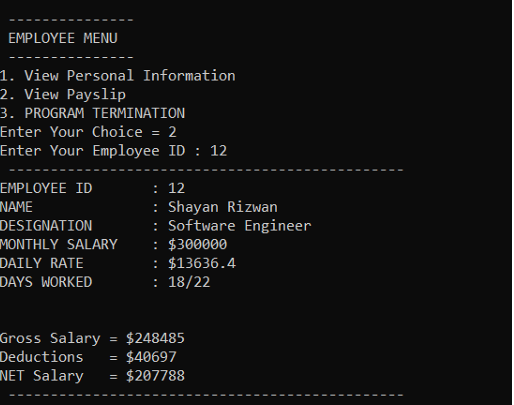 ---------------
EMPLOYEE MENU
---------------
1. View Personal Information
2. View Payslip
3. PROGRAM TERMINATION
Enter Your Choice = 2
Enter Your Employee ID : 12
-----------------------------------------------
EMPLOYEE ID       : 12
NAME              : Shayan Rizwan
DESIGNATION       : Software Engineer
MONTHLY SALARY    : $300000
DAILY RATE        : $13636.4
DAYS WORKED       : 18/22
Gross Salary = $248485
Deductions   = $40697
NET Salary   = $207788
-----------------------------------------------